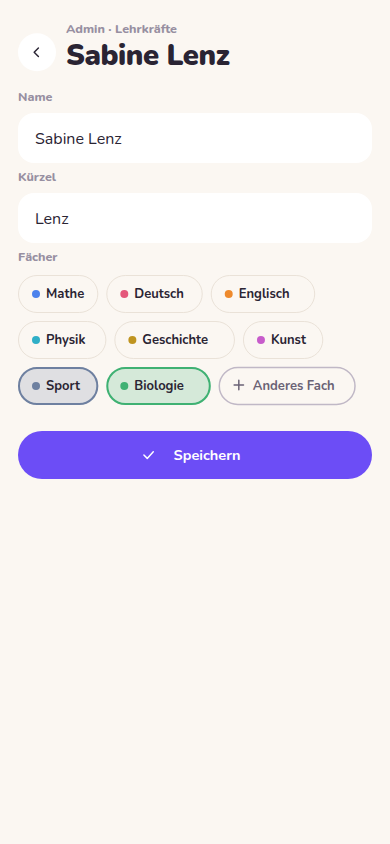 Admin · Lehrkräfte
Sabine Lenz
Name
Sabine Lenz
Kürzel
Lenz
Fächer
Mathe Deutsch Englisch
Physik Geschichte Kunst
Sport Biologie + Anderes Fach
Speichern